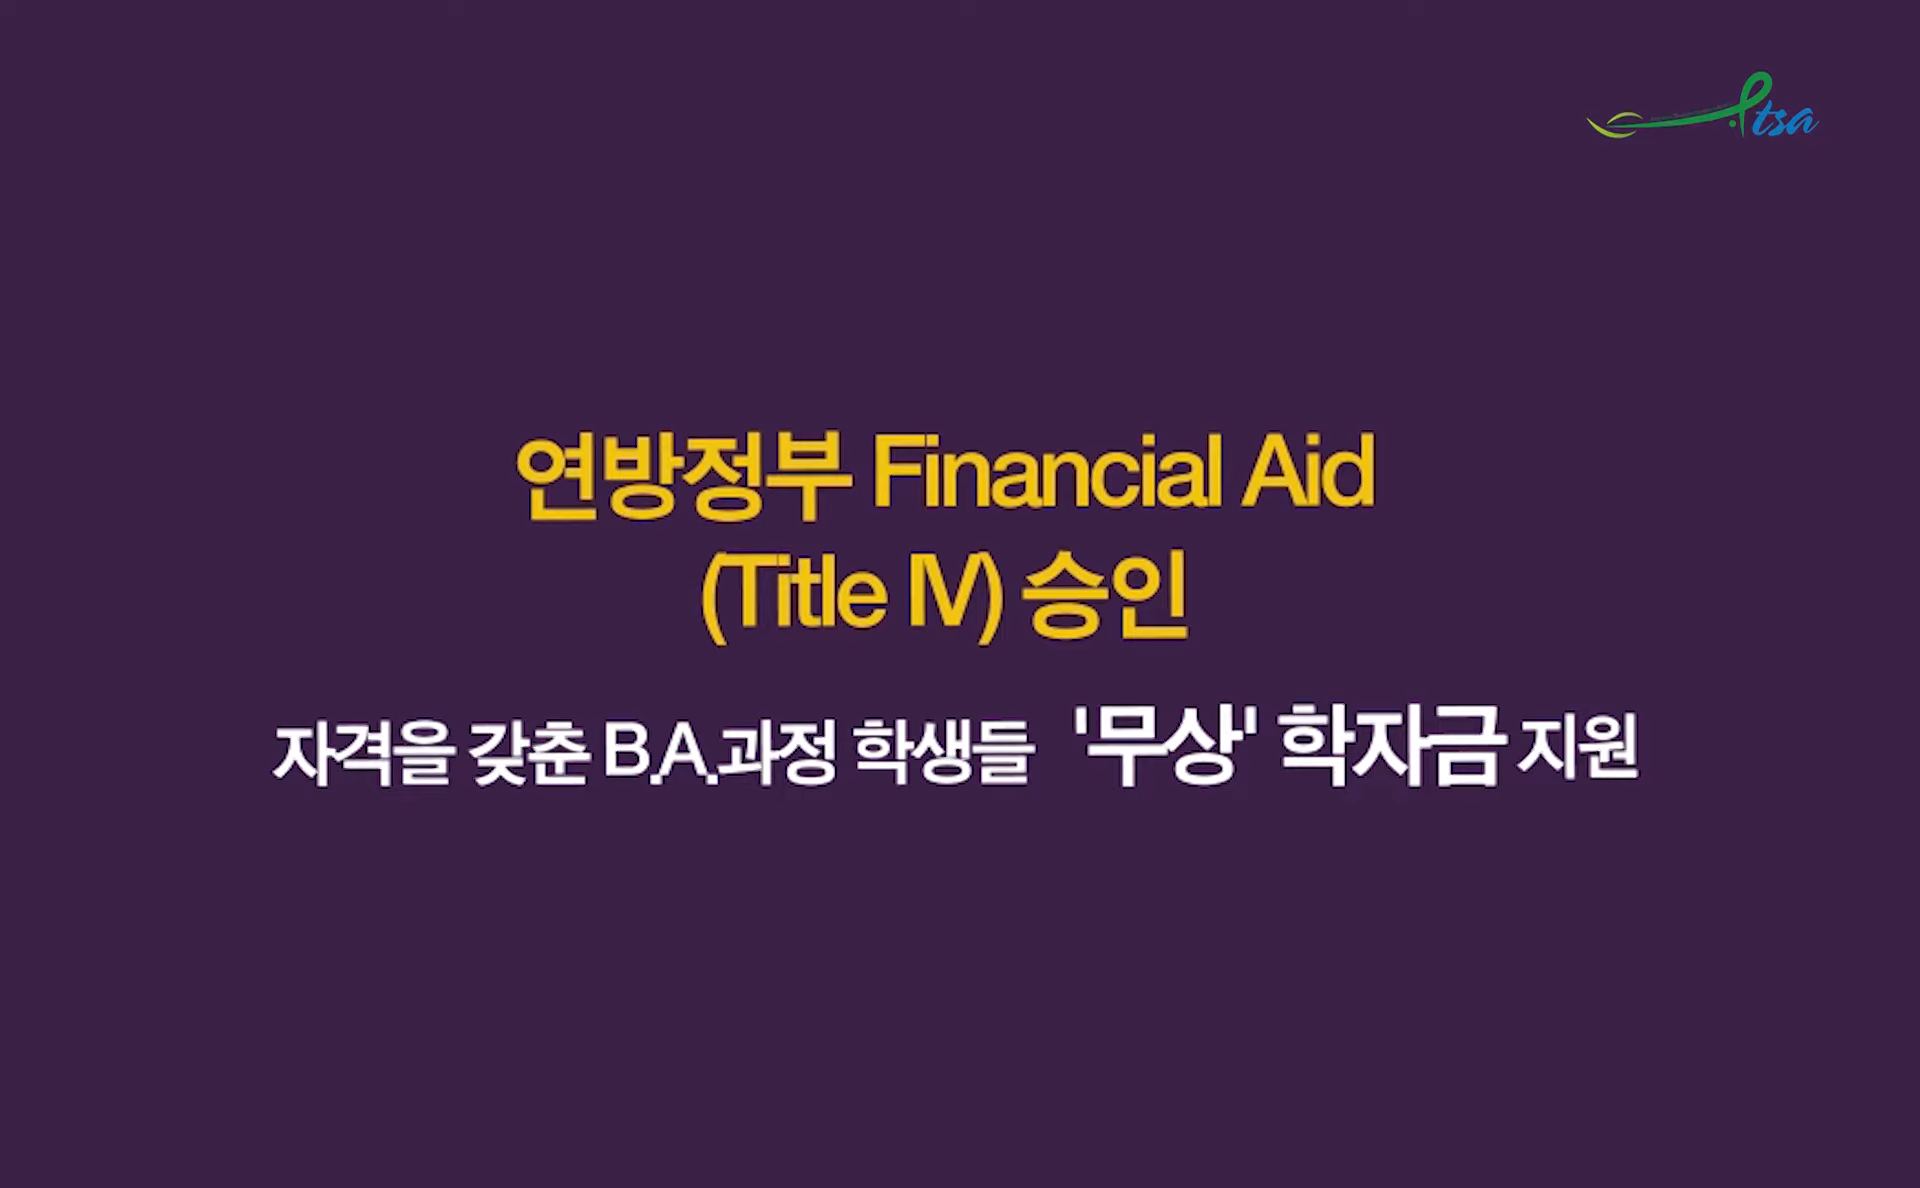 Ptsa
연방정부 Financial Aid
(Title IV) 승인
자격을 갖춘 B.A.과정 학생들 '무상' 학자금 지원